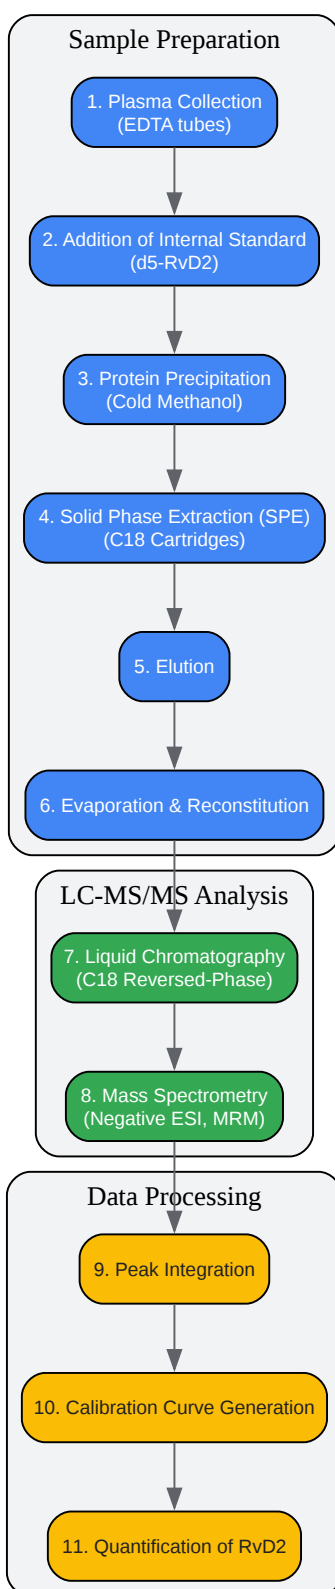 Sample Preparation
1. Plasma Collection
(EDTA tubes)
2. Addition of Internal Standard
(d5-RvD2)
3. Protein Precipitation
(Cold Methanol)
4. Solid Phase Extraction (SPE)
(C18 Cartridges)
5. Elution
6. Evaporation & Reconstitution
LC-MS/MS Analysis
7. Liquid Chromatography
(C18 Reversed-Phase)
8. Mass Spectrometry
(Negative ESI, MRM)
Data Processing
9. Peak Integration
10. Calibration Curve Generation
11. Quantification of RvD2